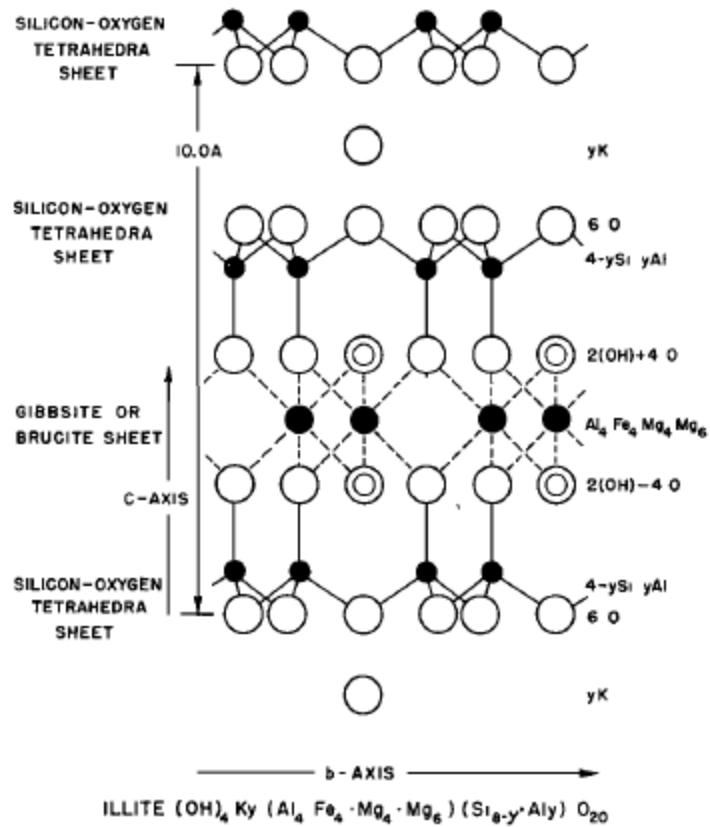 SILICON-OXYGEN
TETRAHEDRA
SHEET
10.0A
yK
SILICON-OXYGEN
TETRAHEDRA
SHEET
6 O
4-ySi yAl
2(OH)+4 O
GIBBSITE OR
BRUCITE SHEET
Al₄ Fe₄ Mg₄ Mg₆
C-AXIS
2(OH)-4 O
SILICON-OXYGEN
TETRAHEDRA
SHEET
4-ySi yAl
6 O
yK
b-AXIS
ILLITE (OH)₄ Ky (Al₄ Fe₄·Mg₄·Mg₆)(Si₈₋y·Aly) O₂₀